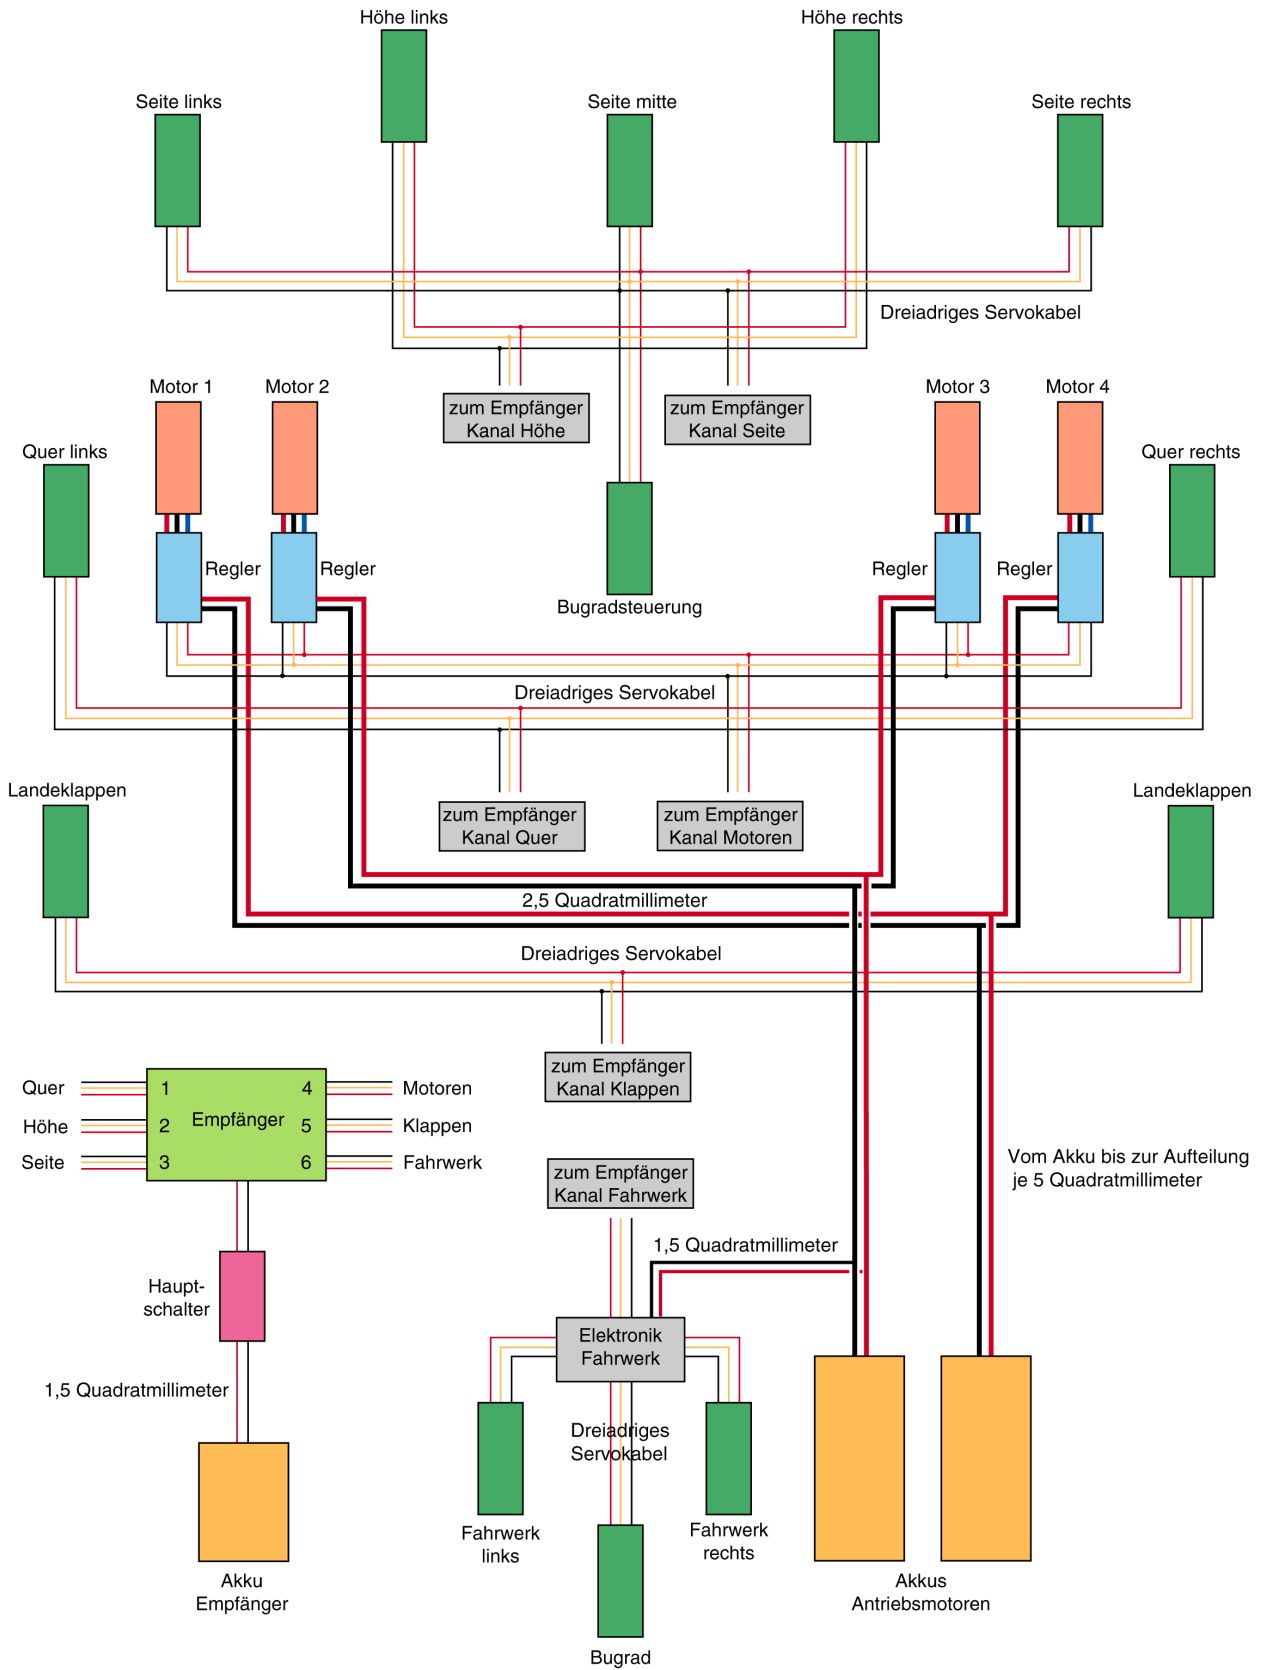 Höhe links
Höhe rechts
Seite links
Seite mitte
Seite rechts
Dreiadriges Servokabel
Motor 1
Motor 2
Motor 3
Motor 4
zum Empfänger
Kanal Höhe
zum Empfänger
Kanal Seite
Quer links
Quer rechts
Regler
Regler
Regler
Regler
Bugradsteuerung
Dreiadriges Servokabel
Landeklappen
Landeklappen
zum Empfänger
Kanal Quer
zum Empfänger
Kanal Motoren
2,5 Quadratmillimeter
Dreiadriges Servokabel
zum Empfänger
Kanal Klappen
Quer
1
4
Motoren
Höhe
2
Empfänger
5
Klappen
Seite
3
6
Fahrwerk
Vom Akku bis zur Aufteilung
je 5 Quadratmillimeter
zum Empfänger
Kanal Fahrwerk
1,5 Quadratmillimeter
Haupt-
schalter
Elektronik
Fahrwerk
1,5 Quadratmillimeter
Dreiadriges
Servokabel
Fahrwerk
links
Fahrwerk
rechts
Akku
Empfänger
Akkus
Antriebsmotoren
Bugrad